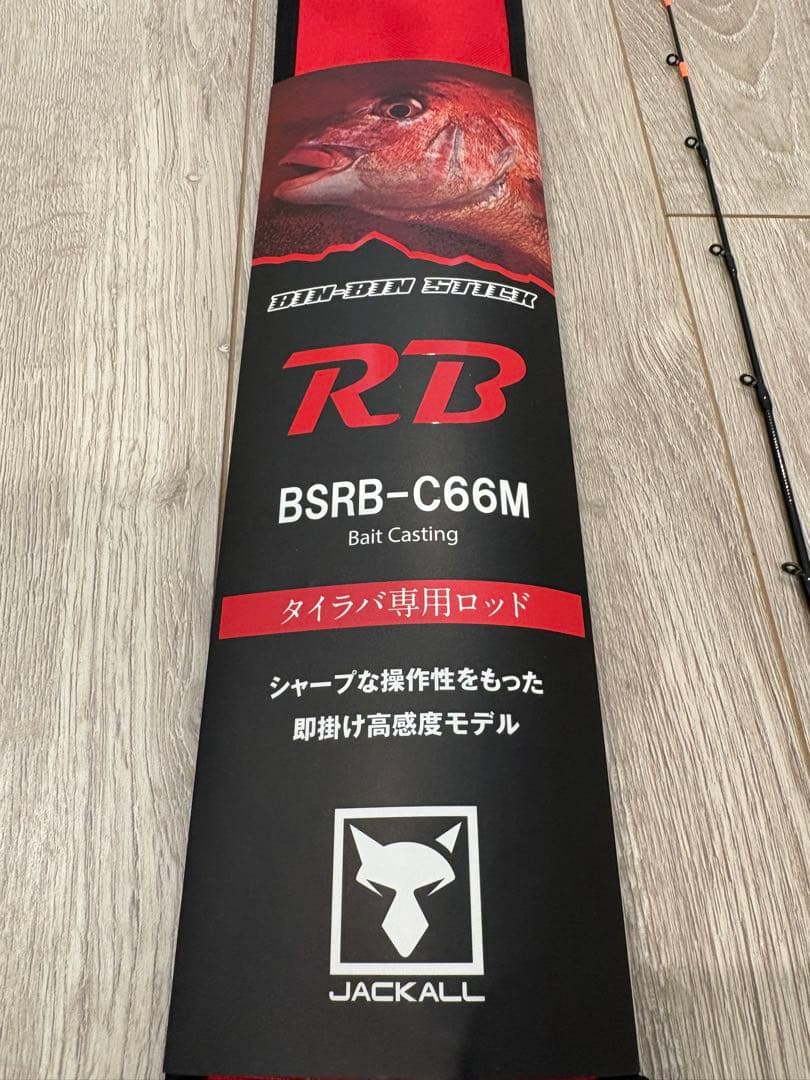 BIN-BIN STICK
RB
BSRB-C66M
Bait Casting
タイラバ専用ロッド
シャープな操作性をもった
即掛け高感度モデル
JACKALL